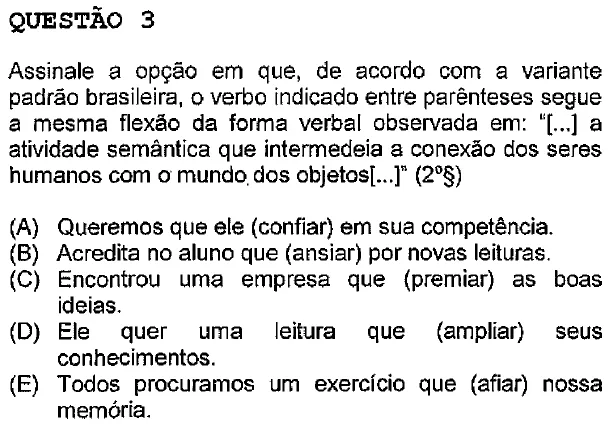 QUESTÃO 3
Assinale a opção em que, de acordo com a variante
padrão brasileira, o verbo indicado entre parênteses segue
a mesma flexão da forma verbal observada em: "[...] a
atividade semântica que intermedeia a conexão dos seres
humanos com o mundo dos objetos[...]" (2º§)
(A) Queremos que ele (confiar) em sua competência.
(B) Acredita no aluno que (ansiar) por novas leituras.
(C) Encontrou uma empresa que (premiar) as boas
ideias.
(D) Ele quer uma leitura que (ampliar) seus
conhecimentos.
(E) Todos procuramos um exercício que (afiar) nossa
memória.